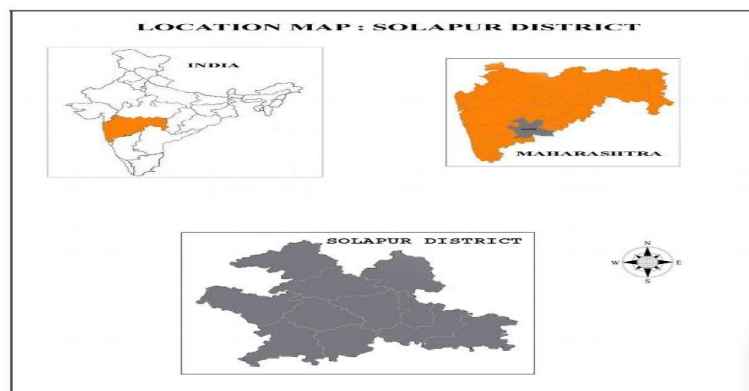 LOCATION MAP : SOLAPUR DISTRICT
INDIA
MAHARASHTRA
SOLAPUR DISTRICT
N
W
E
S